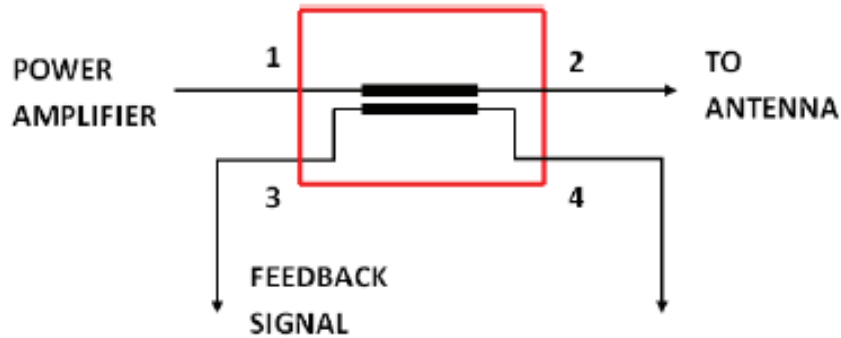 POWER
AMPLIFIER
1
2
TO
ANTENNA
3
4
FEEDBACK
SIGNAL